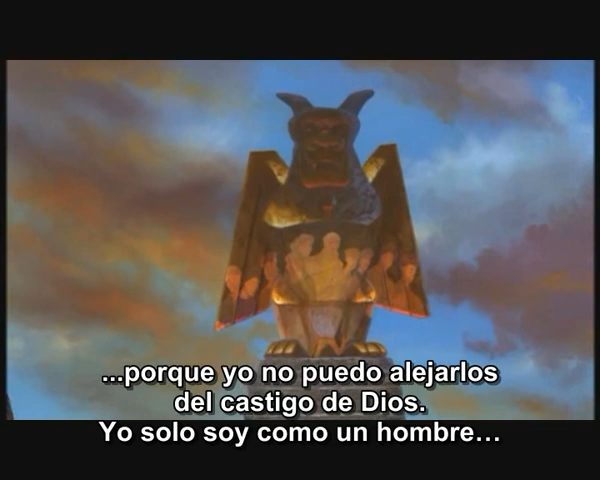 ...porque yo no puedo alejarlos
del castigo de Dios.
Yo solo soy como un hombre…